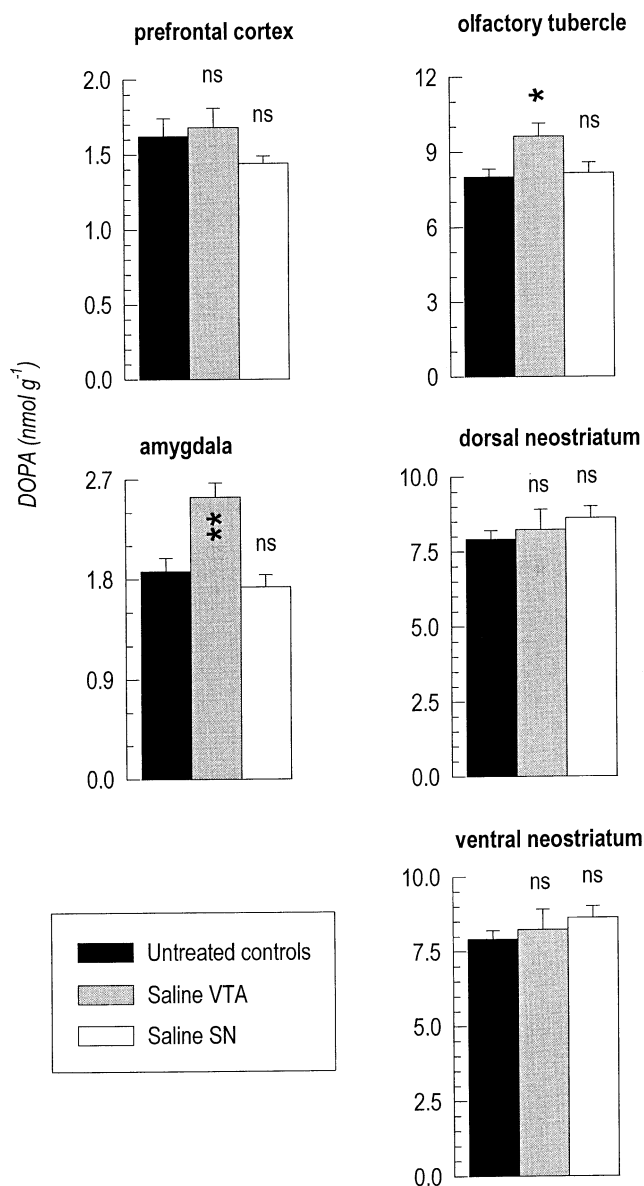 prefrontal cortex
2.0
1.5
1.0
0.5
0.0
ns
ns
olfactory tubercle
12
9
6
3
0
*
ns
DOPA (nmol g-1)
amygdala
2.7
1.8
0.9
0.0
**
ns
dorsal neostriatum
10.0
7.5
5.0
2.5
0.0
ns
ns
ventral neostriatum
10.0
7.5
5.0
2.5
0.0
ns
ns
Untreated controls
Saline VTA
Saline SN